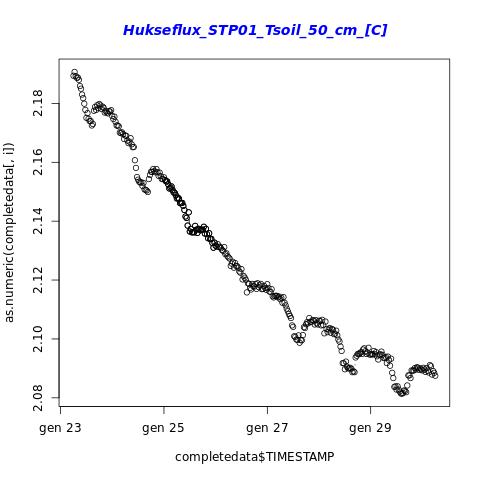 Hukseflux_STP01_Tsoil_50_cm_[C]
as.numeric(completedata[, i])
2.18
2.16
2.14
2.12
2.10
2.08
gen 23
gen 25
gen 27
gen 29
completedata$TIMESTAMP